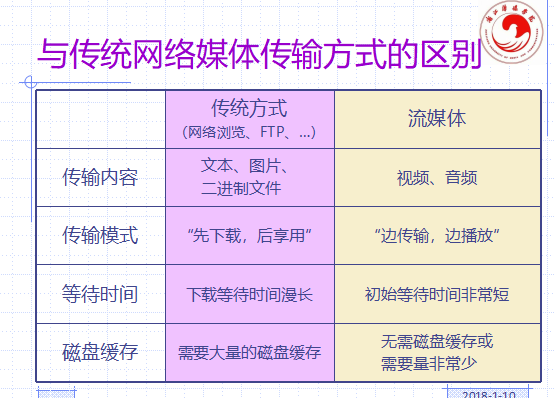 与传统网络媒体传输方式的区别
传统方式
（网络浏览、FTP、…）
流媒体
传输内容
文本、图片、
二进制文件
视频、音频
传输模式
“先下载，后享用”
“边传输，边播放”
等待时间
下载等待时间漫长
初始等待时间非常短
磁盘缓存
需要大量的磁盘缓存
无需磁盘缓存或
需要量非常少
2018-1-10